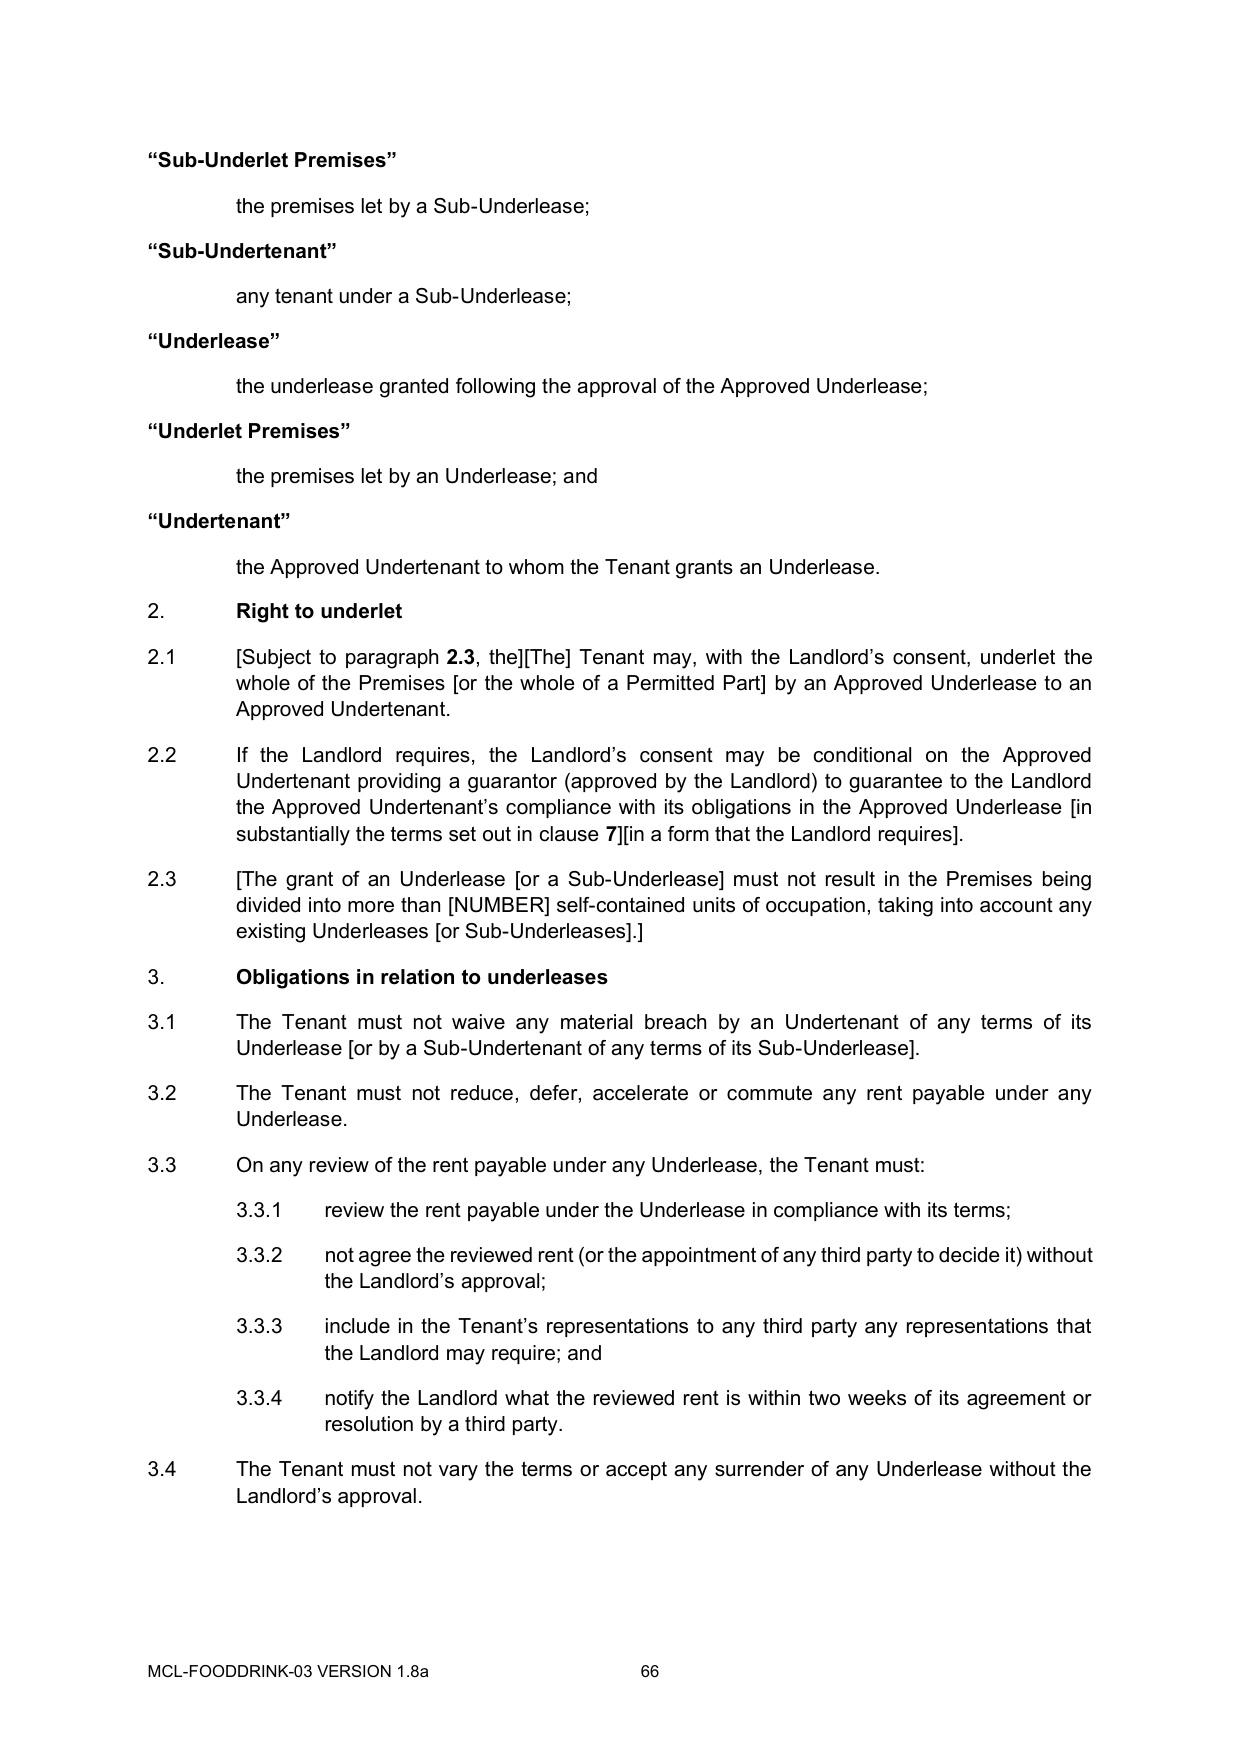 “Sub-Underlet Premises”
the premises let by a Sub-Underlease;
“Sub-Undertenant”
any tenant under a Sub-Underlease;
“Underlease”
the underlease granted following the approval of the Approved Underlease;
“Underlet Premises”
the premises let by an Underlease; and
“Undertenant”
the Approved Undertenant to whom the Tenant grants an Underlease.
2. Right to underlet
2.1 [Subject to paragraph 2.3, the][The] Tenant may, with the Landlord’s consent, underlet the
whole of the Premises [or the whole of a Permitted Part] by an Approved Underlease to an
Approved Undertenant.
2.2 If the Landlord requires, the Landlord’s consent may be conditional on the Approved
Undertenant providing a guarantor (approved by the Landlord) to guarantee to the Landlord
the Approved Undertenant’s compliance with its obligations in the Approved Underlease [in
substantially the terms set out in clause 7][in a form that the Landlord requires].
2.3 [The grant of an Underlease [or a Sub-Underlease] must not result in the Premises being
divided into more than [NUMBER] self-contained units of occupation, taking into account any
existing Underleases [or Sub-Underleases].]
3. Obligations in relation to underleases
3.1 The Tenant must not waive any material breach by an Undertenant of any terms of its
Underlease [or by a Sub-Undertenant of any terms of its Sub-Underlease].
3.2 The Tenant must not reduce, defer, accelerate or commute any rent payable under any
Underlease.
3.3 On any review of the rent payable under any Underlease, the Tenant must:
3.3.1 review the rent payable under the Underlease in compliance with its terms;
3.3.2 not agree the reviewed rent (or the appointment of any third party to decide it) without
the Landlord’s approval;
3.3.3 include in the Tenant’s representations to any third party any representations that
the Landlord may require; and
3.3.4 notify the Landlord what the reviewed rent is within two weeks of its agreement or
resolution by a third party.
3.4 The Tenant must not vary the terms or accept any surrender of any Underlease without the
Landlord’s approval.
MCL-FOODDRINK-03 VERSION 1.8a 66